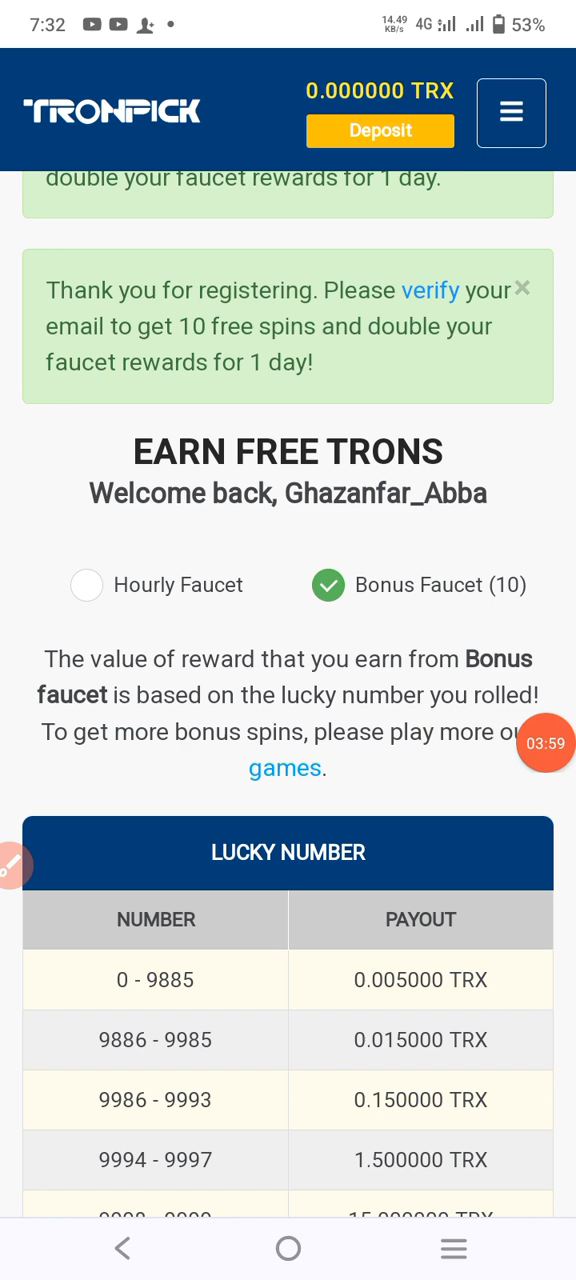 7:32 14.49 KB/s 4G 53%
TRONPICK
0.000000 TRX
Deposit
double your faucet rewards for 1 day.
Thank you for registering. Please verify your ×
email to get 10 free spins and double your
faucet rewards for 1 day!
EARN FREE TRONS
Welcome back, Ghazanfar_Abba
Hourly Faucet Bonus Faucet (10)
The value of reward that you earn from Bonus
faucet is based on the lucky number you rolled!
To get more bonus spins, please play more
03:59
games.
LUCKY NUMBER
NUMBER PAYOUT
0 - 9885 0.005000 TRX
9886 - 9985 0.015000 TRX
9986 - 9993 0.150000 TRX
9994 - 9997 1.500000 TRX